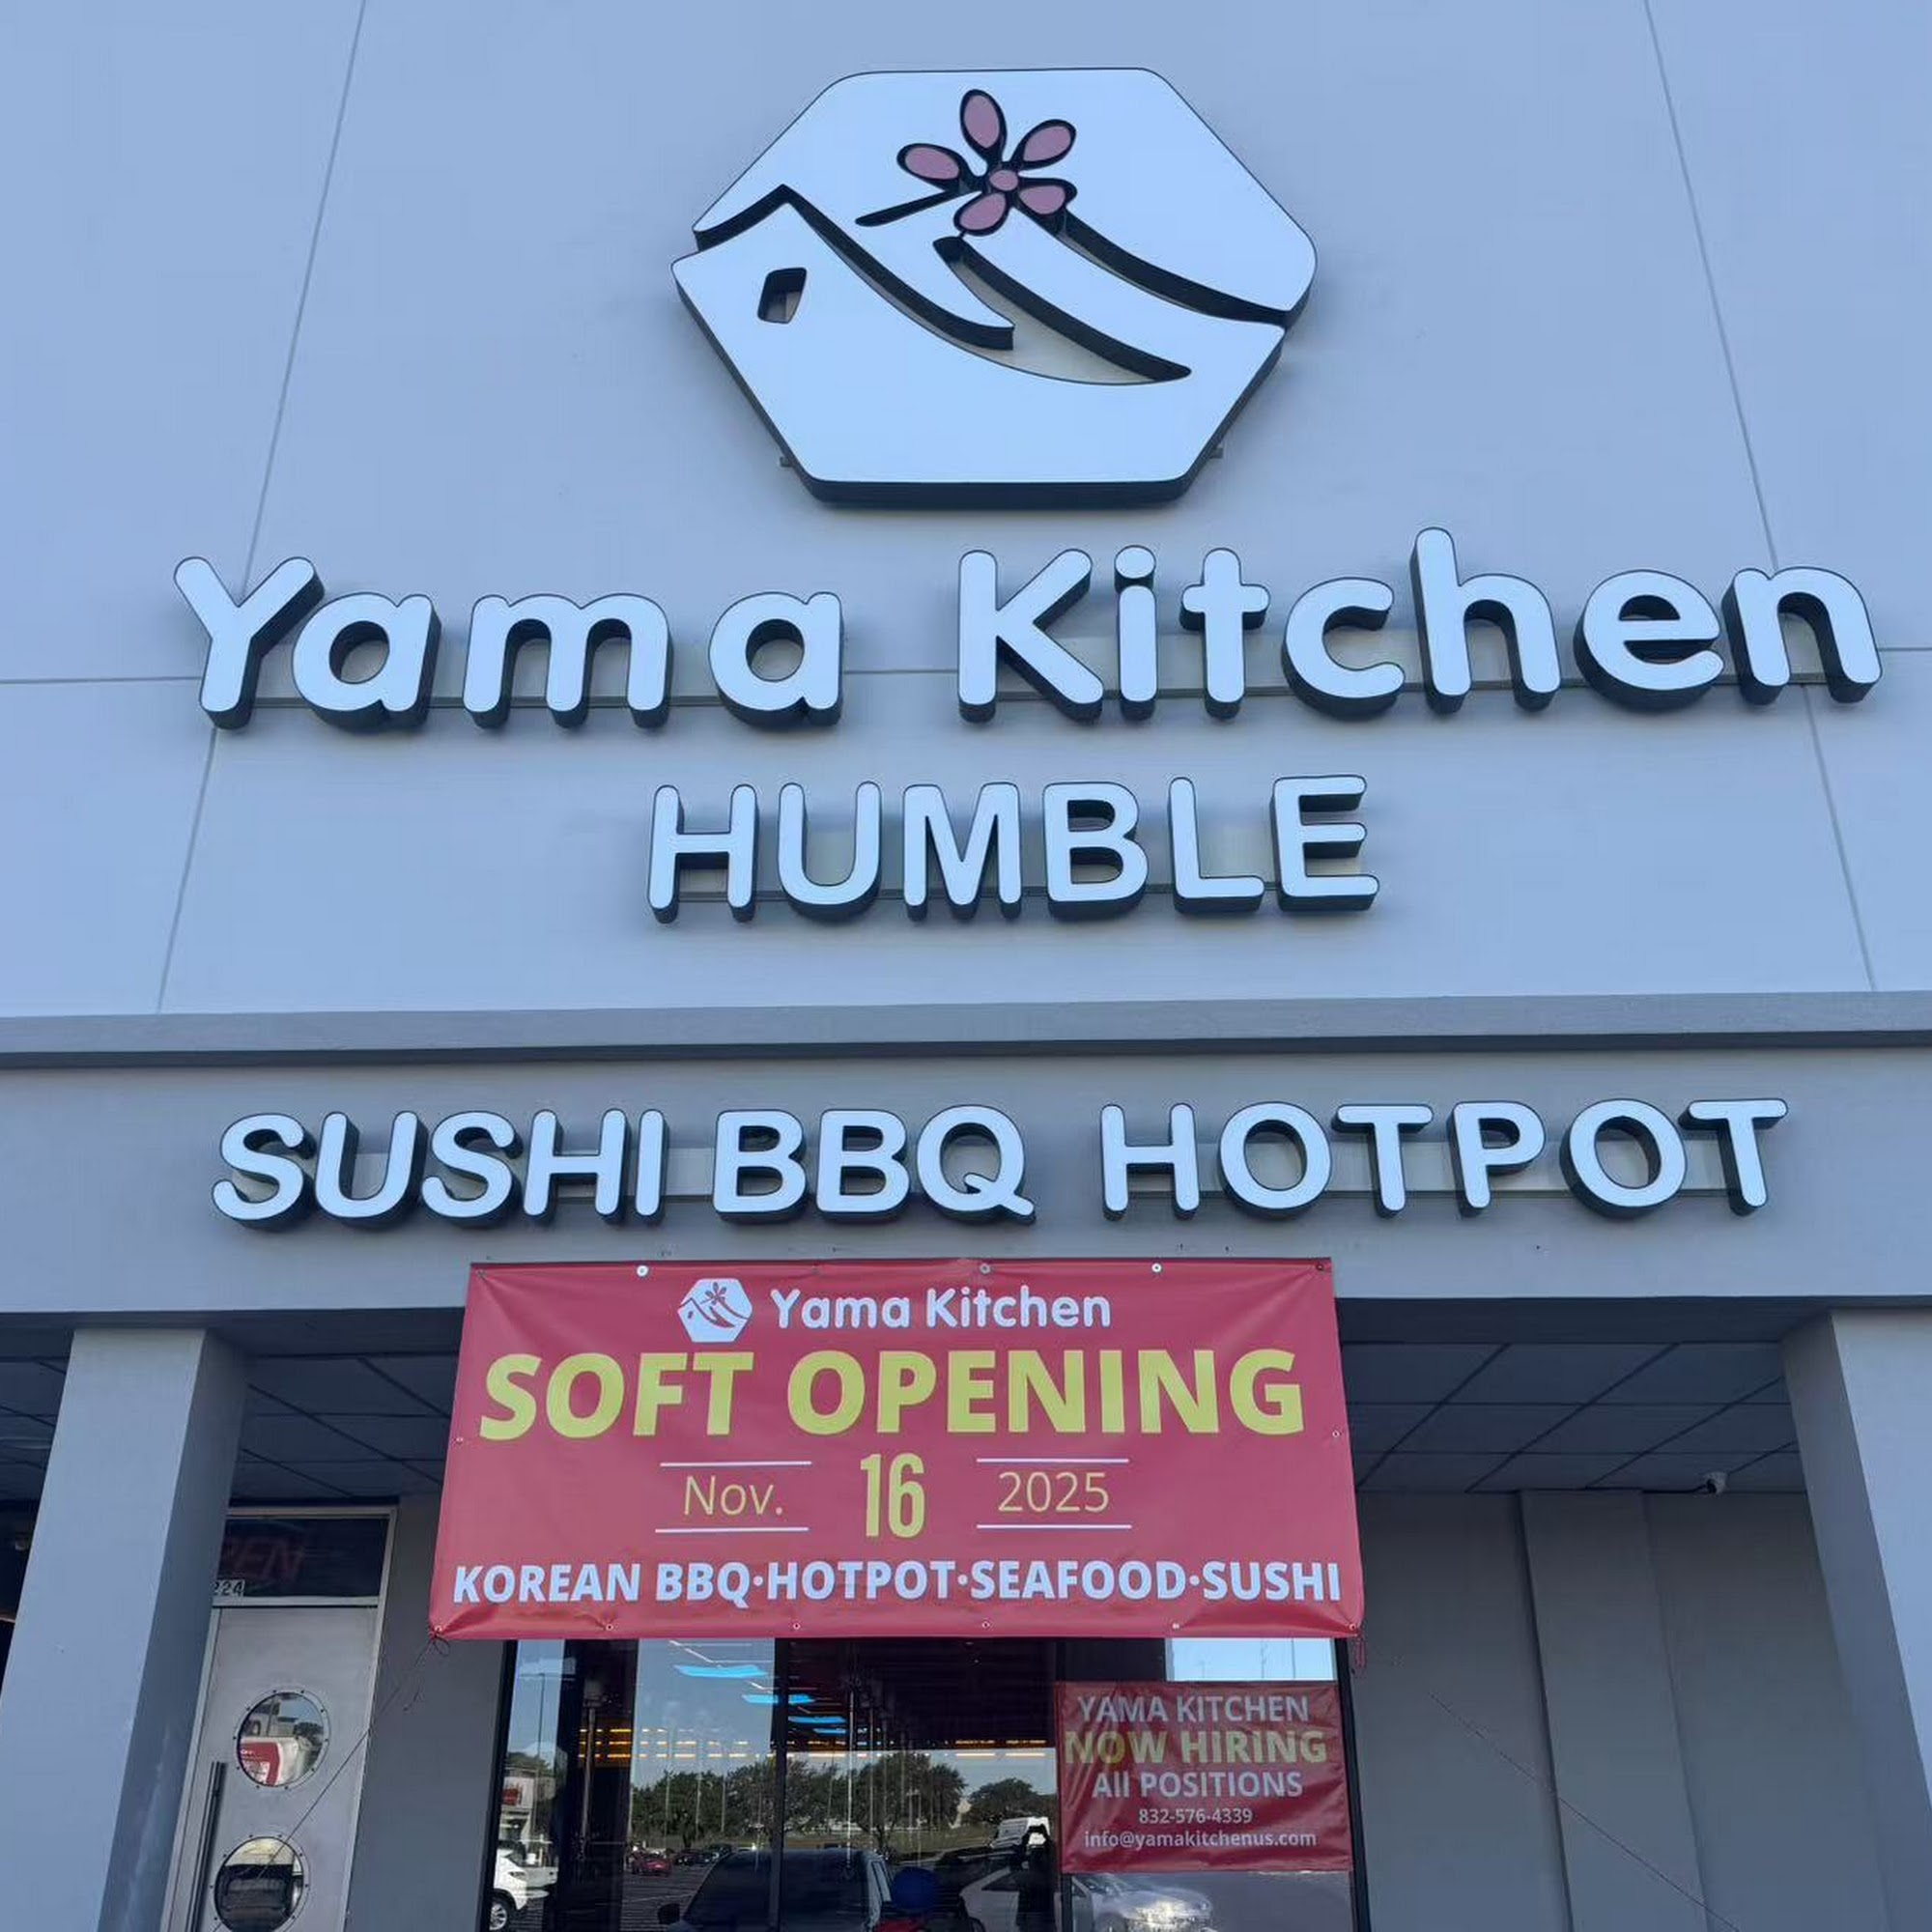 Yama Kitchen
HUMBLE
SUSHI BBQ HOTPOT
Yama Kitchen
SOFT OPENING
Nov. 16 2025
KOREAN BBQ·HOTPOT·SEAFOOD·SUSHI
224
YAMA KITCHEN
NOW HIRING
All POSITIONS
832-576-4339
info@yamakitchenus.com